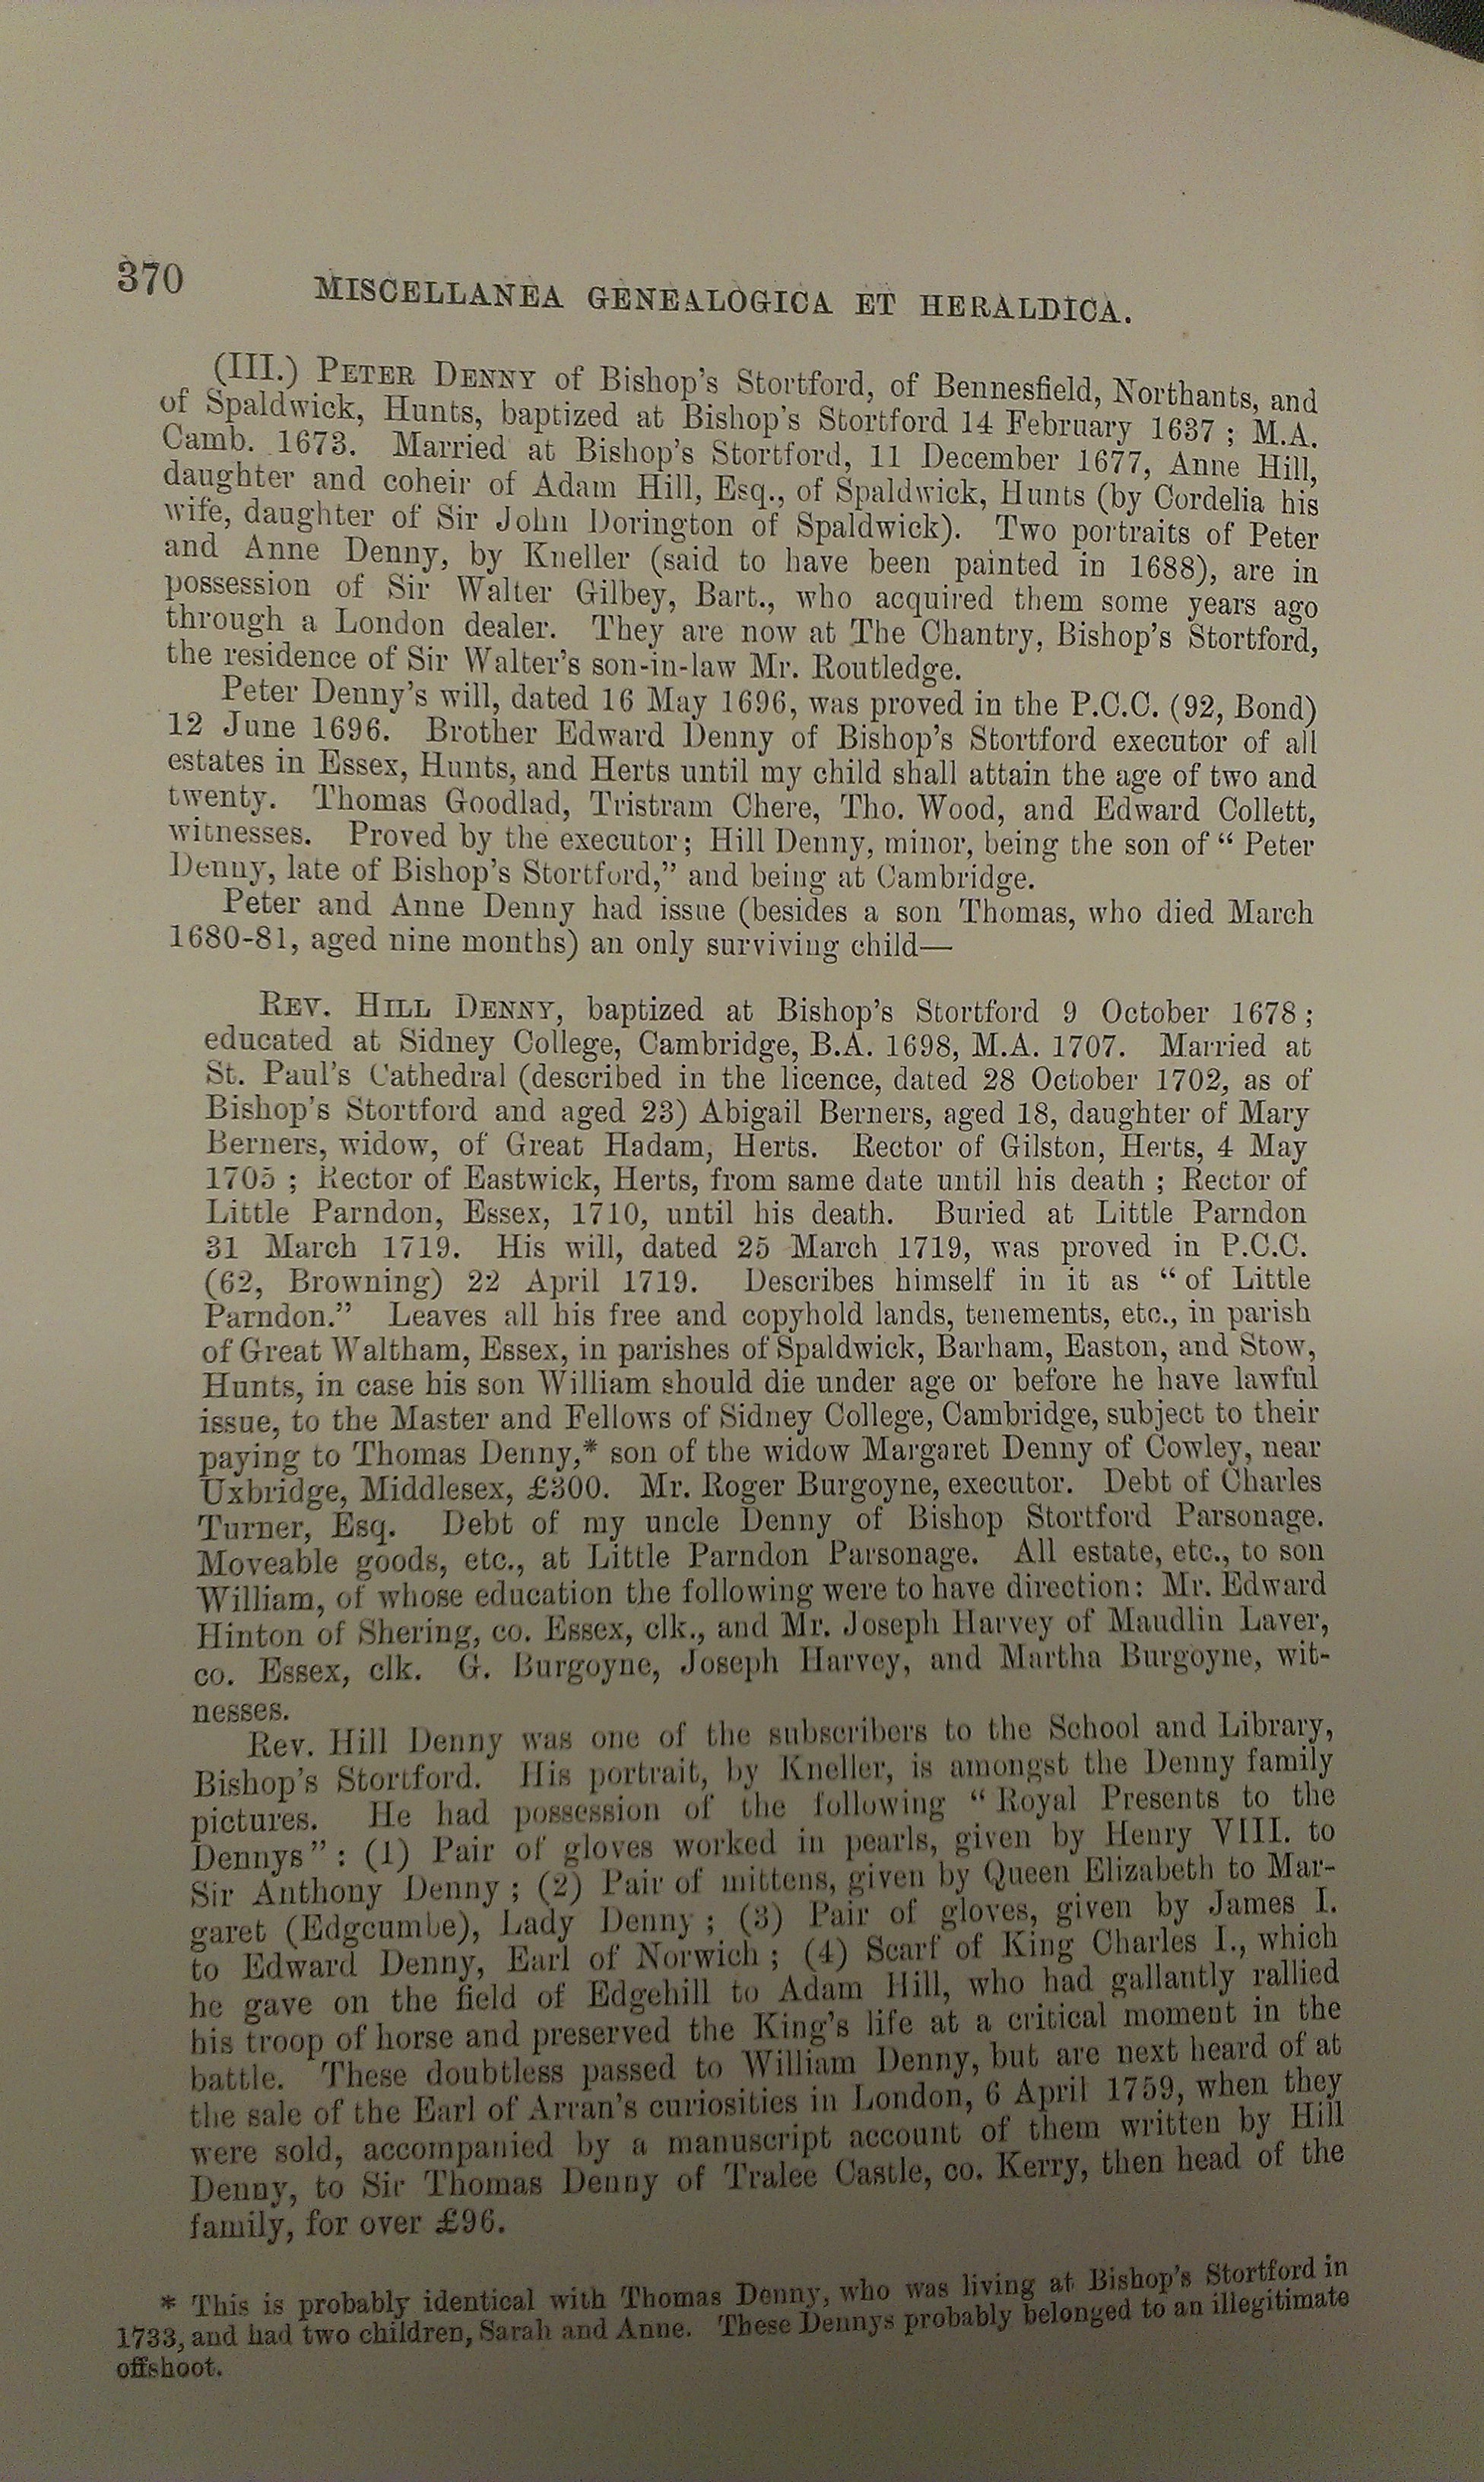 370
MISCELLANEA GENEALOGICA ET HERALDICA.
(III.) PETER DENNY of Bishop's Stortford, of Bennesfield, Northants, and
of Spaldwick, Hunts, baptized at Bishop's Stortford 14 February 1637 ; M.A.
Camb. 1673. Married at Bishop's Stortford, 11 December 1677, Anne Hill,
daughter and coheir of Adam Hill, Esq., of Spaldwick, Hunts (by Cordelia his
wife, daughter of Sir John Dorington of Spaldwick). Two portraits of Peter
and Anne Denny, by Kneller (said to have been painted in 1688), are in
possession of Sir Walter Gilbey, Bart., who acquired them some years ago
through a London dealer. They are now at The Chantry, Bishop's Stortford,
the residence of Sir Walter's son-in-law Mr. Routledge.
Peter Denny's will, dated 16 May 1696, was proved in the P.C.C. (92, Bond)
12 June 1696. Brother Edward Denny of Bishop's Stortford executor of all
estates in Essex, Hunts, and Herts until my child shall attain the age of two and
twenty. Thomas Goodlad, Tristram Chere, Tho. Wood, and Edward Collett,
witnesses. Proved by the executor; Hill Denny, minor, being the son of “ Peter
Denny, late of Bishop's Stortford,” and being at Cambridge.
Peter and Anne Denny had issue (besides a son Thomas, who died March
1680-81, aged nine months) an only surviving child—
REV. HILL DENNY, baptized at Bishop's Stortford 9 October 1678 ;
educated at Sidney College, Cambridge, B.A. 1698, M.A. 1707. Married at
St. Paul's Cathedral (described in the licence, dated 28 October 1702, as of
Bishop's Stortford and aged 23) Abigail Berners, aged 18, daughter of Mary
Berners, widow, of Great Hadam, Herts. Rector of Gilston, Herts, 4 May
1705 ; Rector of Eastwick, Herts, from same date until his death ; Rector of
Little Parndon, Essex, 1710, until his death. Buried at Little Parndon
31 March 1719. His will, dated 25 March 1719, was proved in P.C.C.
(62, Browning) 22 April 1719. Describes himself in it as “ of Little
Parndon.” Leaves all his free and copyhold lands, tenements, etc., in parish
of Great Waltham, Essex, in parishes of Spaldwick, Barham, Easton, and Stow,
Hunts, in case his son William should die under age or before he have lawful
issue, to the Master and Fellows of Sidney College, Cambridge, subject to their
paying to Thomas Denny,* son of the widow Margaret Denny of Cowley, near
Uxbridge, Middlesex, £300. Mr. Roger Burgoyne, executor. Debt of Charles
Turner, Esq. Debt of my uncle Denny of Bishop Stortford Parsonage.
Moveable goods, etc., at Little Parndon Parsonage. All estate, etc., to son
William, of whose education the following were to have direction: Mr. Edward
Hinton of Shering, co. Essex, clk., and Mr. Joseph Harvey of Maudlin Laver,
co. Essex, clk. G. Burgoyne, Joseph Harvey, and Martha Burgoyne, wit-
nesses.
Rev. Hill Denny was one of the subscribers to the School and Library,
Bishop's Stortford. His portrait, by Kneller, is amongst the Denny family
pictures. He had possession of the following “ Royal Presents to the
Dennys ” : (1) Pair of gloves worked in pearls, given by Henry VIII. to
Sir Anthony Denny ; (2) Pair of mittens, given by Queen Elizabeth to Mar-
garet (Edgcumbe), Lady Denny ; (3) Pair of gloves, given by James I.
to Edward Denny, Earl of Norwich ; (4) Scarf of King Charles I., which
he gave on the field of Edgehill to Adam Hill, who had gallantly rallied
his troop of horse and preserved the King's life at a critical moment in the
battle. These doubtless passed to William Denny, but are next heard of at
the sale of the Earl of Arran's curiosities in London, 6 April 1759, when they
were sold, accompanied by a manuscript account of them written by Hill
Denny, to Sir Thomas Denny of Tralee Castle, co. Kerry, then head of the
family, for over £96.
* This is probably identical with Thomas Denny, who was living at Bishop's Stortford in
1733, and had two children, Sarah and Anne. These Dennys probably belonged to an illegitimate
offshoot.